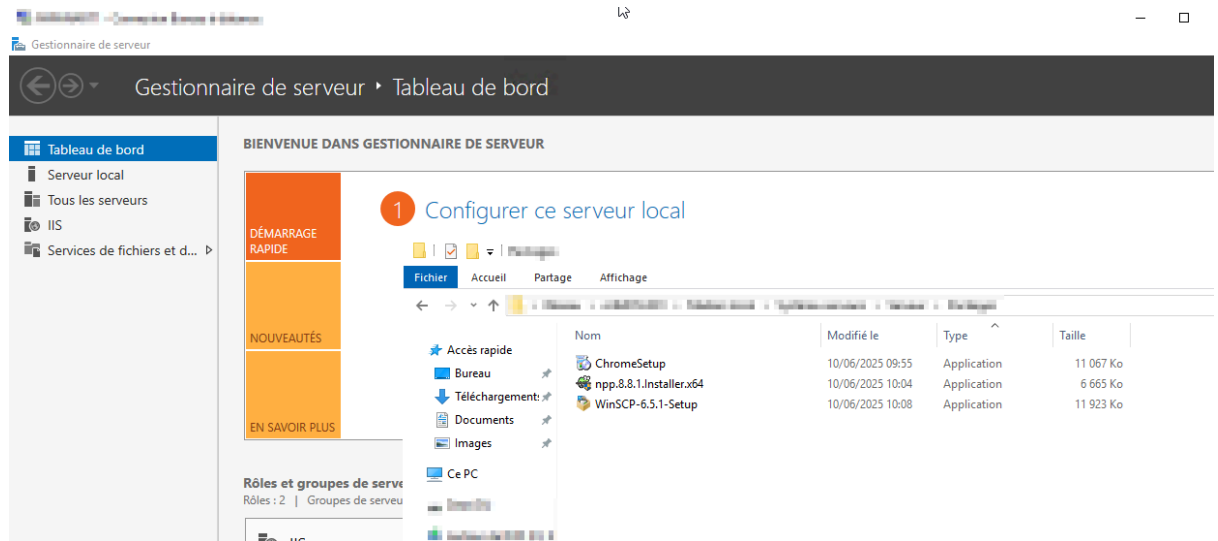 Gestionnaire de serveur
Gestionnaire de serveur ‣ Tableau de bord
Tableau de bord
Serveur local
Tous les serveurs
IIS
Services de fichiers et d...
BIENVENUE DANS GESTIONNAIRE DE SERVEUR
DÉMARRAGE
RAPIDE
NOUVEAUTÉS
EN SAVOIR PLUS
1 Configurer ce serveur local
Fichier Accueil Partage Affichage
Nom Modifié le Type Taille
Accès rapide
Bureau
Téléchargement:
Documents
Images
Ce PC
ChromeSetup 10/06/2025 09:55 Application 11 067 Ko
npp.8.8.1.Installer.x64 10/06/2025 10:04 Application 6 665 Ko
WinSCP-6.5.1-Setup 10/06/2025 10:08 Application 11 923 Ko
Rôles et groupes de serve
Rôles : 2 | Groupes de serveu
IIS